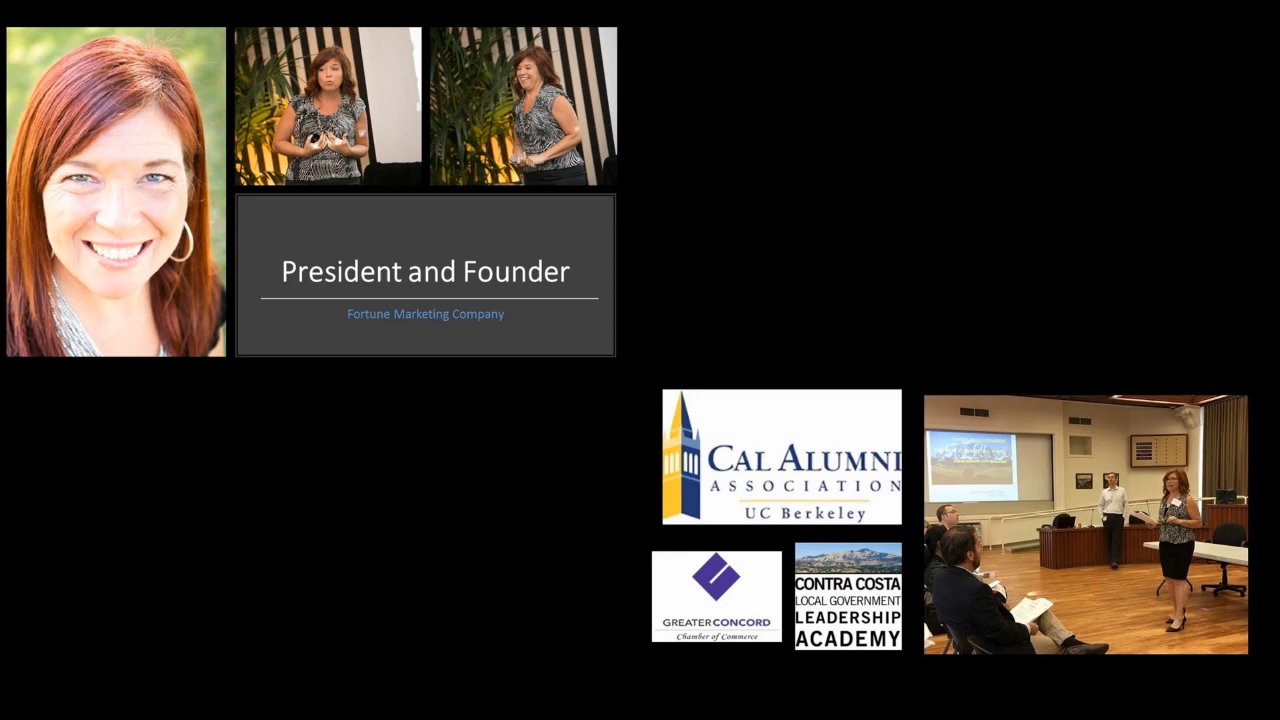 President and Founder
Fortune Marketing Company
CAL ALUMNI
ASSOCIATION
UC Berkeley
GREATER CONCORD
Chamber of Commerce
CONTRA COSTA
LOCAL GOVERNMENT
LEADERSHIP
ACADEMY